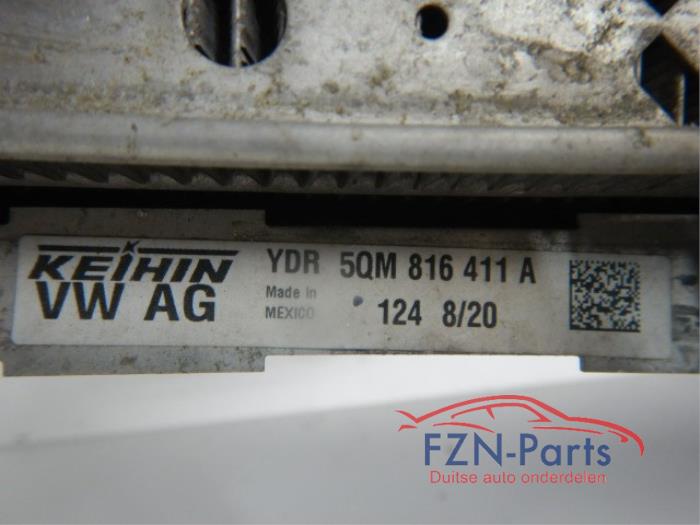 KEIHIN YDR 5QM 816 411 A
VW AG Made in MEXICO 124 8/20
FZN-Parts
Duitse auto onderdelen